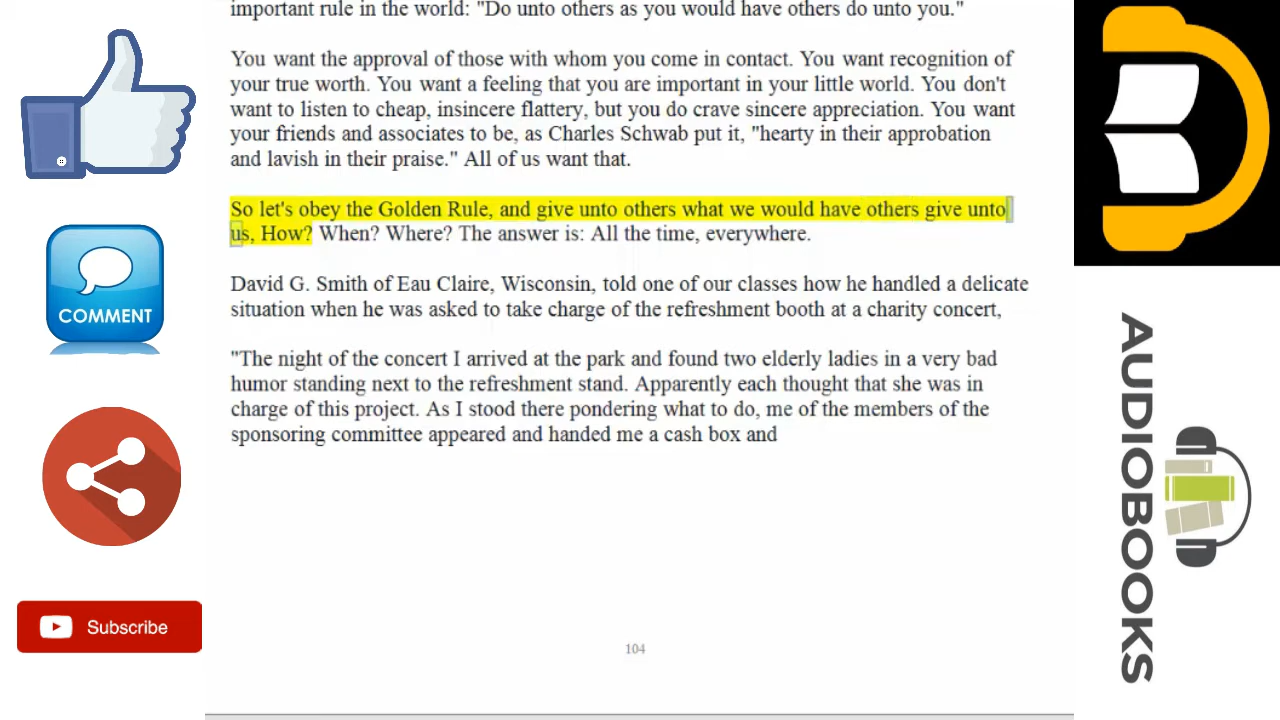 important rule in the world: "Do unto others as you would have others do unto you."
You want the approval of those with whom you come in contact. You want recognition of
your true worth. You want a feeling that you are important in your little world. You don't
want to listen to cheap, insincere flattery, but you do crave sincere appreciation. You want
your friends and associates to be, as Charles Schwab put it, "hearty in their approbation
and lavish in their praise." All of us want that.
So let's obey the Golden Rule, and give unto others what we would have others give unto
us, How? When? Where? The answer is: All the time, everywhere.
David G. Smith of Eau Claire, Wisconsin, told one of our classes how he handled a delicate
situation when he was asked to take charge of the refreshment booth at a charity concert,
"The night of the concert I arrived at the park and found two elderly ladies in a very bad
humor standing next to the refreshment stand. Apparently each thought that she was in
charge of this project. As I stood there pondering what to do, me of the members of the
sponsoring committee appeared and handed me a cash box and
104
COMMENT
Subscribe
AUDIOBOOKS